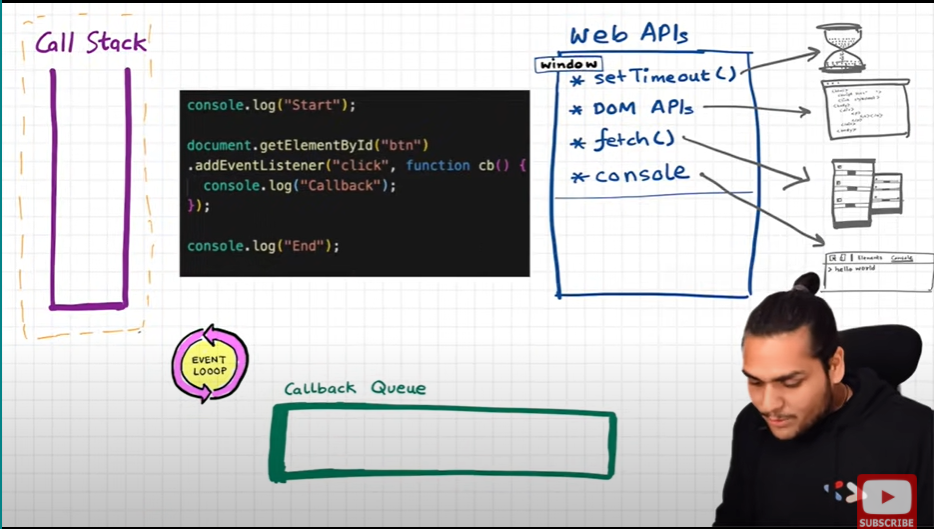 Call Stack
console.log("Start");
document.getElementById("btn")
.addEventListener("click", function cb() {
console.log("Callback");
});
console.log("End");
Web APIs
window
* setTimeout()
* DOM APIs
* fetch()
* console
Elements Console
> hello world
EVENT
LOOOP
Callback Queue
SUBSCRIBE